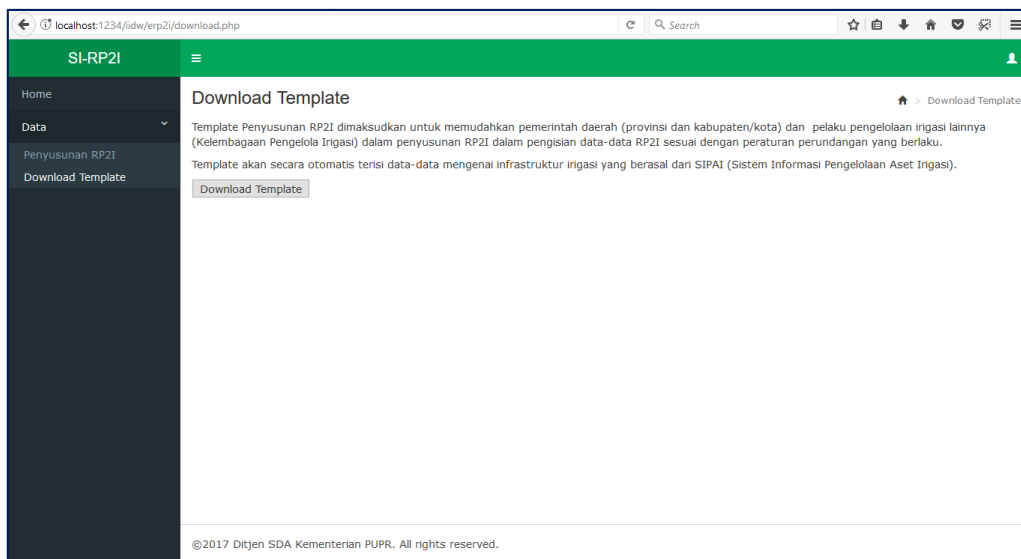 localhost:1234/iidw/erp2i/download.php
Search
SI-RP2I
Home
Data
Penyusunan RP2I
Download Template
Download Template
> Download Template
Template Penyusunan RP2I dimaksudkan untuk memudahkan pemerintah daerah (provinsi dan kabupaten/kota) dan pelaku pengelolaan irigasi lainnya
(Kelembagaan Pengelola Irigasi) dalam penyusunan RP2I dalam pengisian data-data RP2I sesuai dengan peraturan perundangan yang berlaku.
Template akan secara otomatis terisi data-data mengenai infrastruktur irigasi yang berasal dari SIPAI (Sistem Informasi Pengelolaan Aset Irigasi).
Download Template
©2017 Ditjen SDA Kementerian PUPR. All rights reserved.